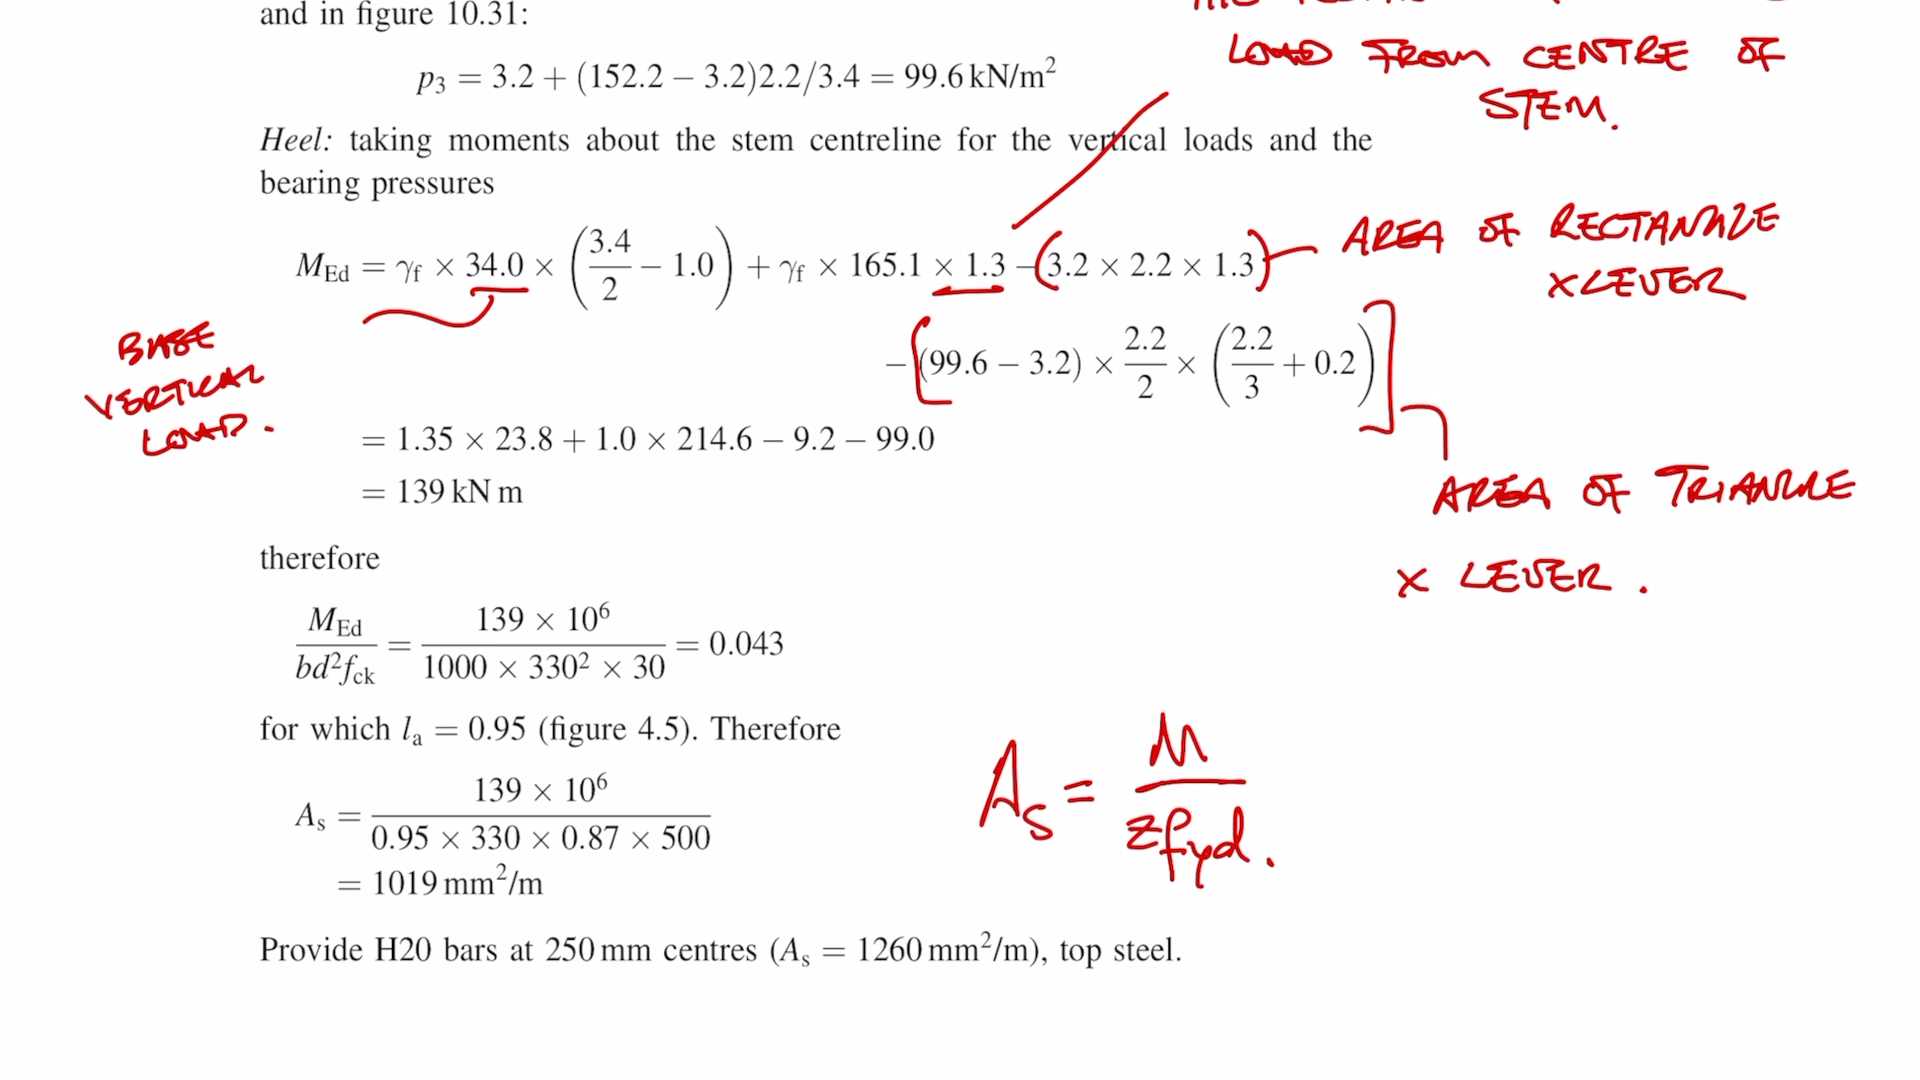 and in figure 10.31:
LOAD FROM CENTRE OF
p₃ = 3.2 + (152.2 − 3.2)2.2/3.4 = 99.6 kN/m²
STEM.
Heel: taking moments about the stem centreline for the vertical loads and the
bearing pressures
M_Ed = γ_f × 34.0 × (3.4/2 − 1.0) + γ_f × 165.1 × 1.3 − (3.2 × 2.2 × 1.3)
AREA OF RECTANGLE
× LEVER
− [(99.6 − 3.2) × 2.2/2 × (2.2/3 + 0.2)]
BASE
VERTICAL
LOAD.
= 1.35 × 23.8 + 1.0 × 214.6 − 9.2 − 99.0
= 139 kN m
AREA OF TRIANGLE
× LEVER.
therefore
M_Ed/bd²f_ck = 139 × 10⁶/1000 × 330² × 30 = 0.043
for which l_a = 0.95 (figure 4.5). Therefore
A_s = 139 × 10⁶/0.95 × 330 × 0.87 × 500
A_s = M/z f_yd.
= 1019 mm²/m
Provide H20 bars at 250 mm centres (A_s = 1260 mm²/m), top steel.